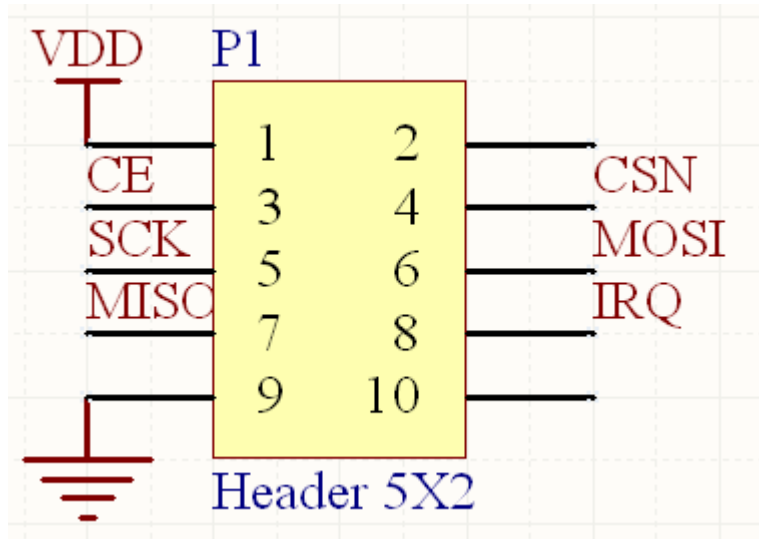 VDD P1
1 2
CE CSN
3 4
SCK MOSI
5 6
MISO IRQ
7 8
9 10
Header 5X2